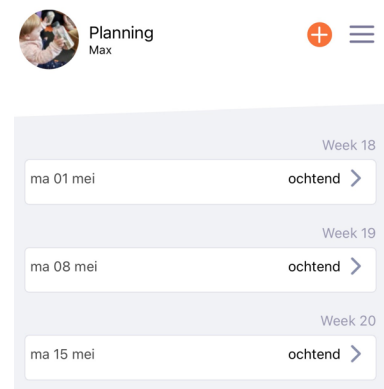 Planning
Max
Week 18
ma 01 mei ochtend
Week 19
ma 08 mei ochtend
Week 20
ma 15 mei ochtend